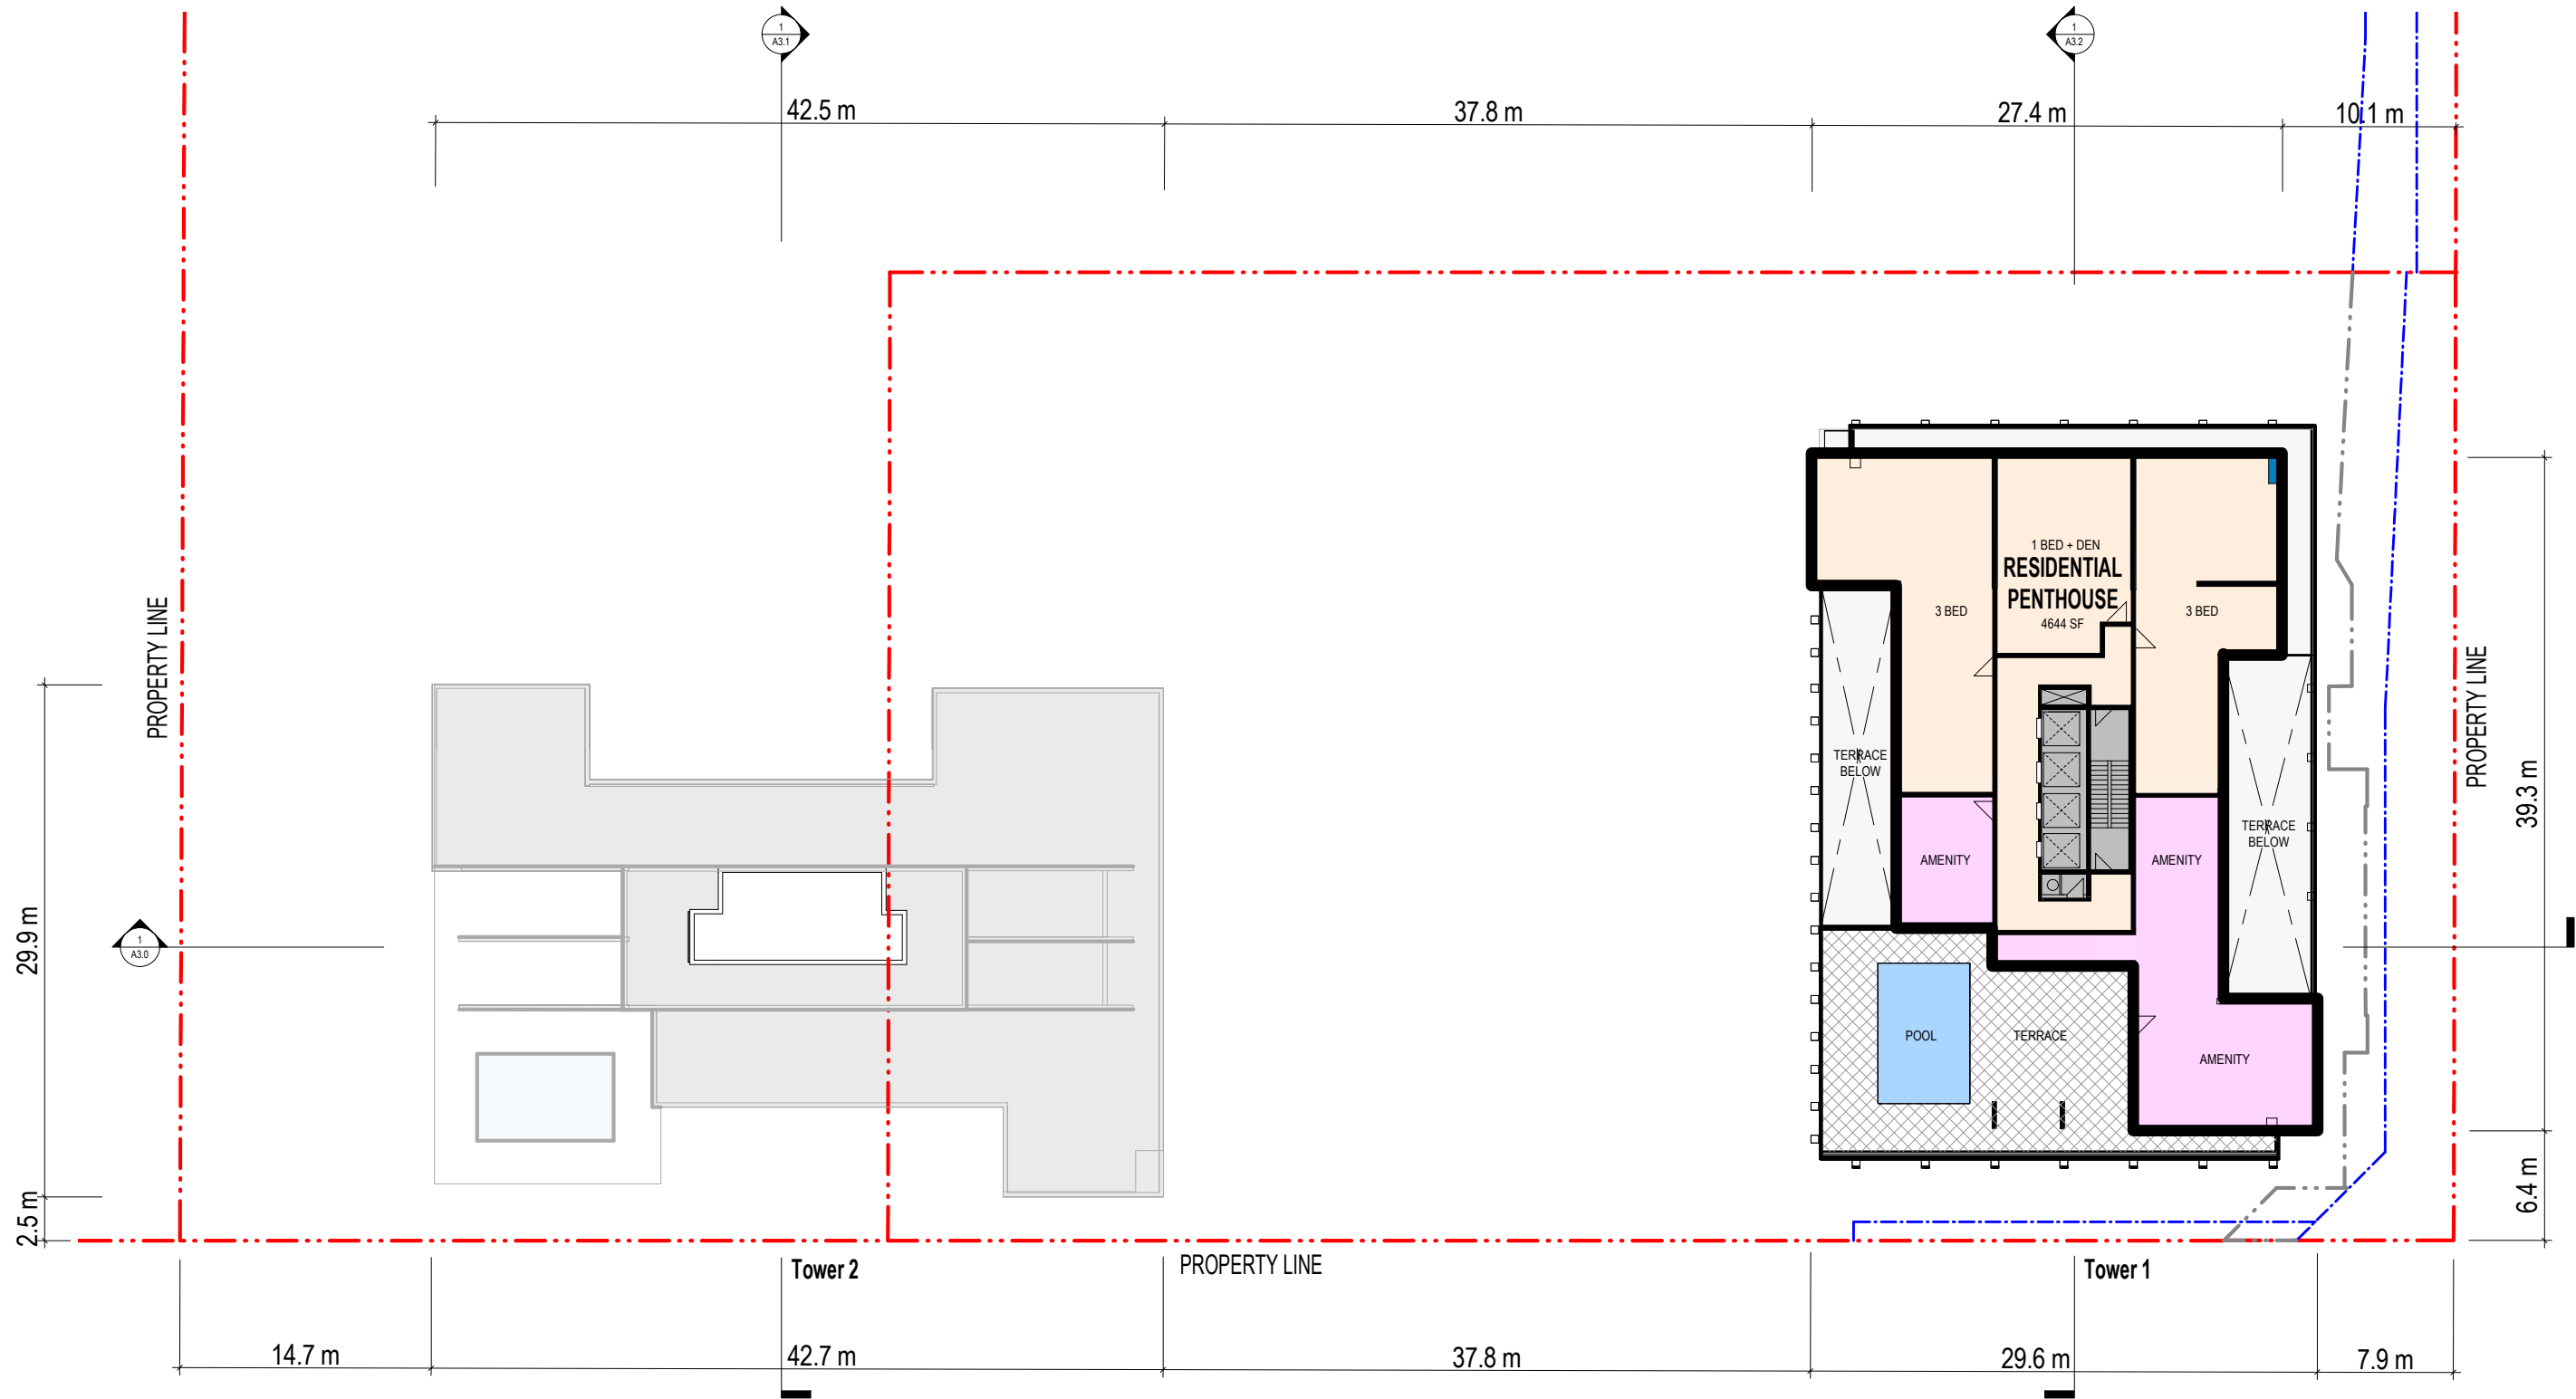 1
A3.1
1
A3.2
42.5 m
37.8 m
27.4 m
10.1 m
1 BED + DEN
RESIDENTIAL
PENTHOUSE
4644 SF
3 BED
3 BED
PROPERTY LINE
PROPERTY LINE
TERRACE
BELOW
TERRACE
BELOW
39.3 m
AMENITY
AMENITY
29.9 m
1
A3.0
POOL
TERRACE
AMENITY
2.5 m
6.4 m
Tower 2
PROPERTY LINE
Tower 1
14.7 m
42.7 m
37.8 m
29.6 m
7.9 m